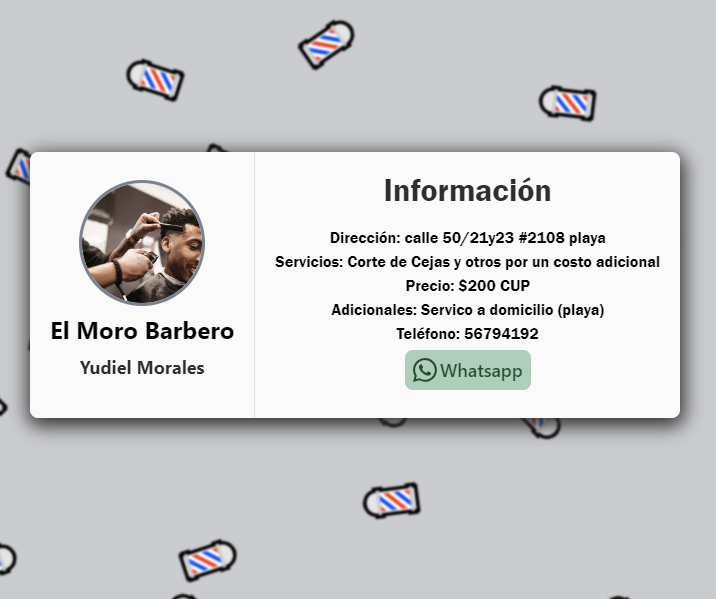 El Moro Barbero
Yudiel Morales
Información
Dirección: calle 50/21y23 #2108 playa
Servicios: Corte de Cejas y otros por un costo adicional
Precio: $200 CUP
Adicionales: Servico a domicilio (playa)
Teléfono: 56794192
Whatsapp